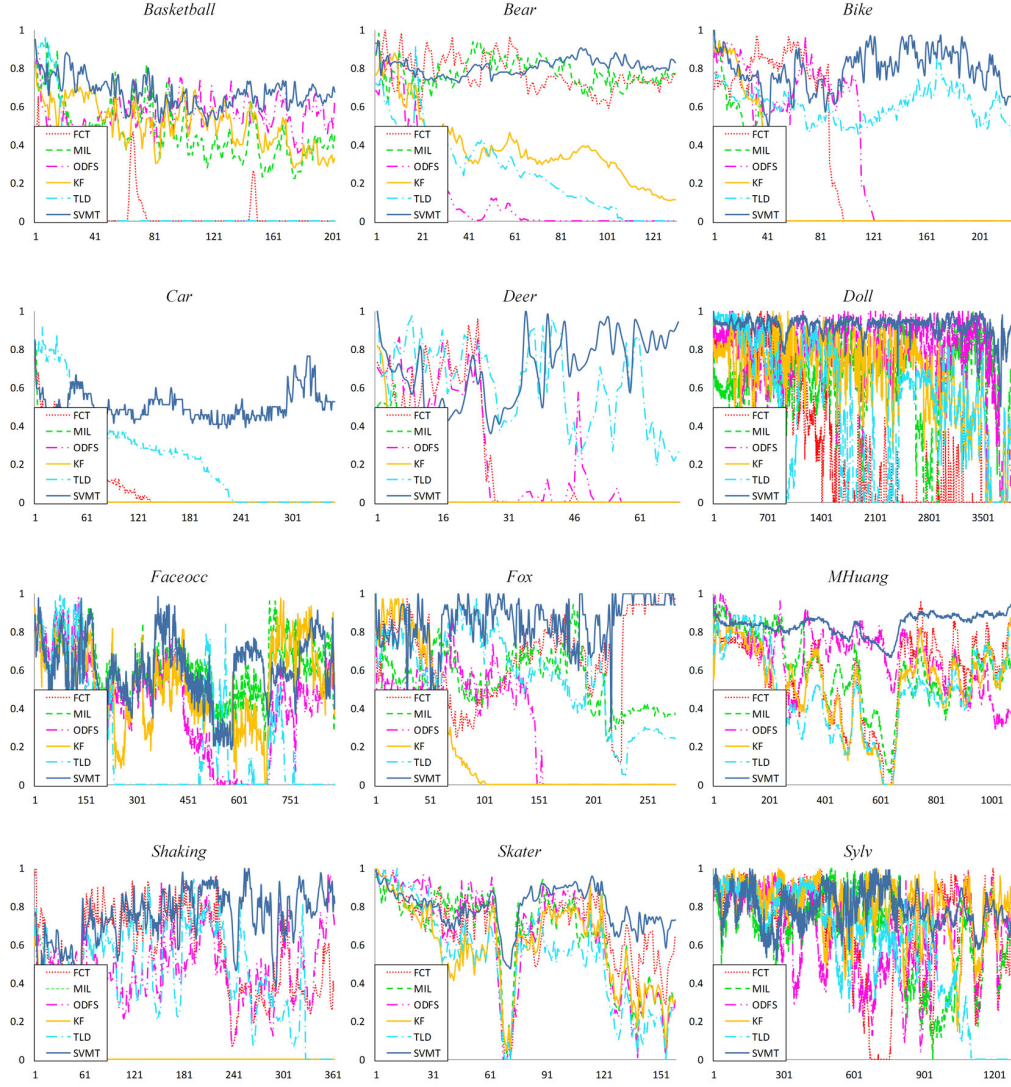 Basketball Bear Bike
1 1 1
0.8 0.8 0.8
0.6 0.6 0.6
FCT FCT FCT
0.4 MIL 0.4 MIL 0.4 MIL
ODFS ODFS ODFS
0.2 KF 0.2 KF 0.2 KF
TLD TLD TLD
0 SVMT 0 SVMT 0 SVMT
1 41 81 121 161 201 1 21 41 61 81 101 121 1 41 81 121 161 201
Car Deer Doll
1 1 1
0.8 0.8 0.8
0.6 0.6 0.6
FCT FCT FCT
0.4 MIL 0.4 MIL 0.4 MIL
ODFS ODFS ODFS
0.2 KF 0.2 KF 0.2 KF
TLD TLD TLD
0 SVMT 0 SVMT 0 SVMT
1 61 121 181 241 301 1 16 31 46 61 1 701 1401 2101 2801 3501
Faceocc Fox MHuang
1 1 1
0.8 0.8 0.8
0.6 0.6 0.6
FCT FCT FCT
0.4 MIL 0.4 MIL 0.4 MIL
ODFS ODFS ODFS
0.2 KF 0.2 KF 0.2 KF
TLD TLD TLD
0 SVMT 0 SVMT 0 SVMT
1 151 301 451 601 751 1 51 101 151 201 251 1 201 401 601 801 1001
Shaking Skater Sylv
1 1 1
0.8 0.8 0.8
0.6 0.6 0.6
FCT FCT FCT
0.4 MIL 0.4 MIL 0.4 MIL
ODFS ODFS ODFS
0.2 KF 0.2 KF 0.2 KF
TLD TLD TLD
0 SVMT 0 SVMT 0 SVMT
1 41 81 121 161 201 241 281 321 361 1 31 61 91 121 151 1 301 601 901 1201